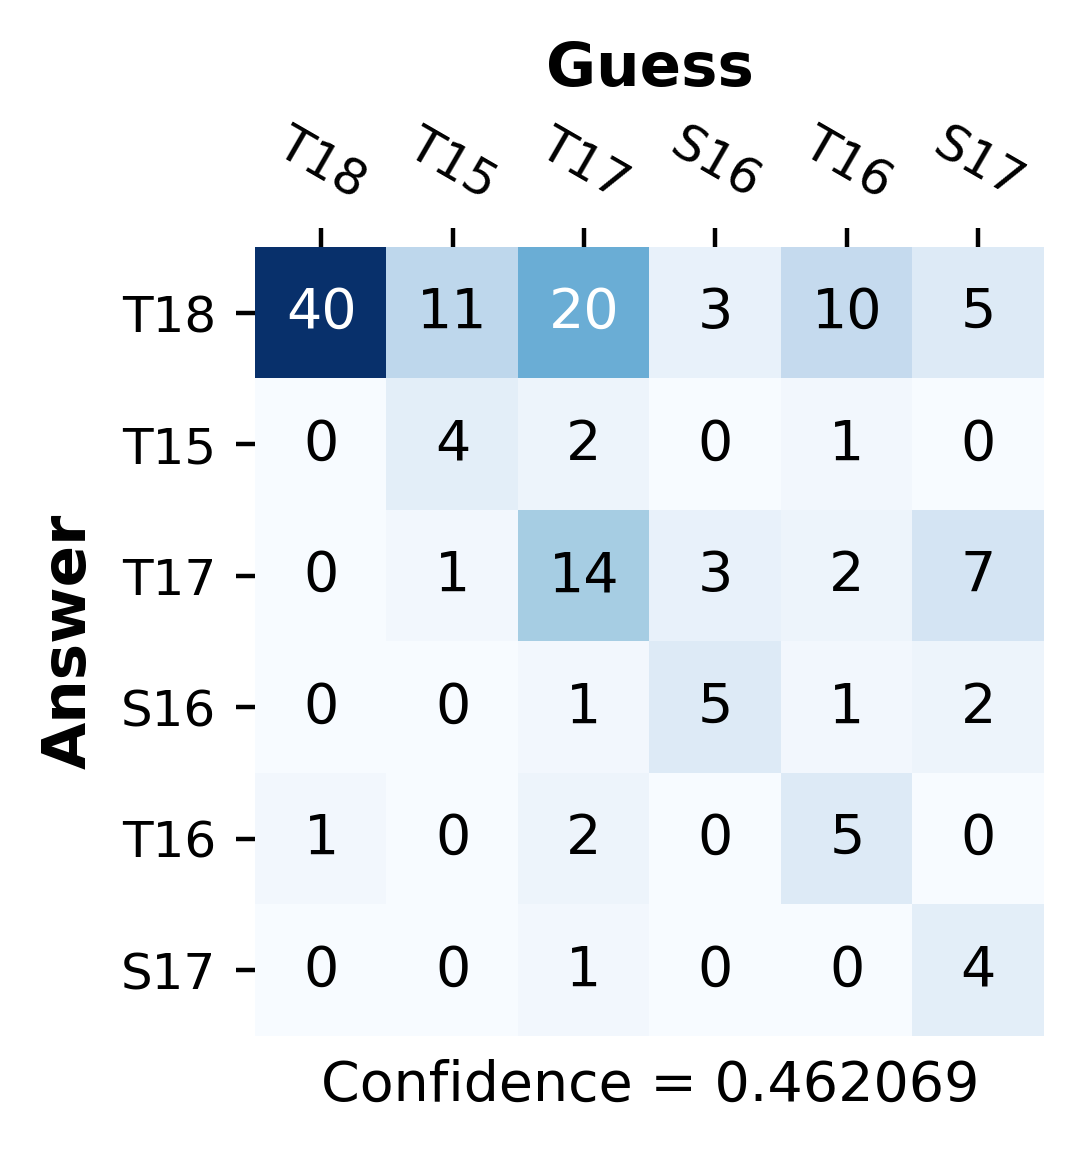 Guess
T18 T15 T17 S16 T16 S17
T18 40 11 20 3 10 5
T15 0 4 2 0 1 0
T17 0 1 14 3 2 7
S16 0 0 1 5 1 2
T16 1 0 2 0 5 0
S17 0 0 1 0 0 4
Answer
Confidence = 0.462069